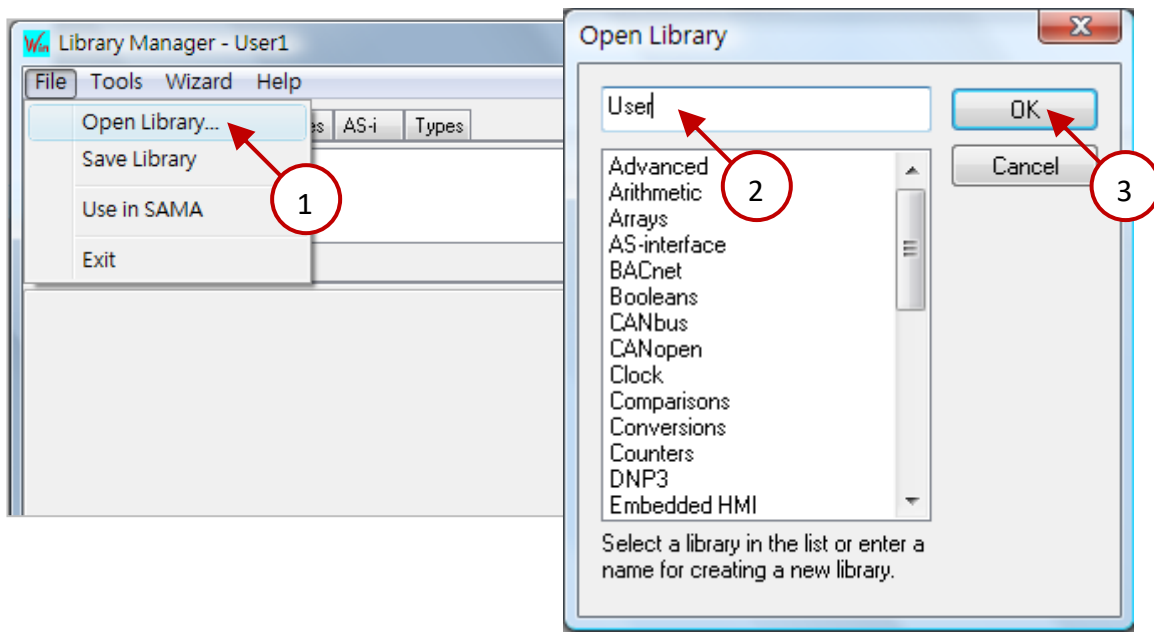 Win Library Manager - User1
File Tools Wizard Help
Open Library...
Save Library
Use in SAMA
Exit
AS-i Types
1
Open Library
User
OK
Cancel
2
3
Advanced
Arithmetic
Arrays
AS-interface
BACnet
Booleans
CANbus
CANopen
Clock
Comparisons
Conversions
Counters
DNP3
Embedded HMI
Select a library in the list or enter a
name for creating a new library.